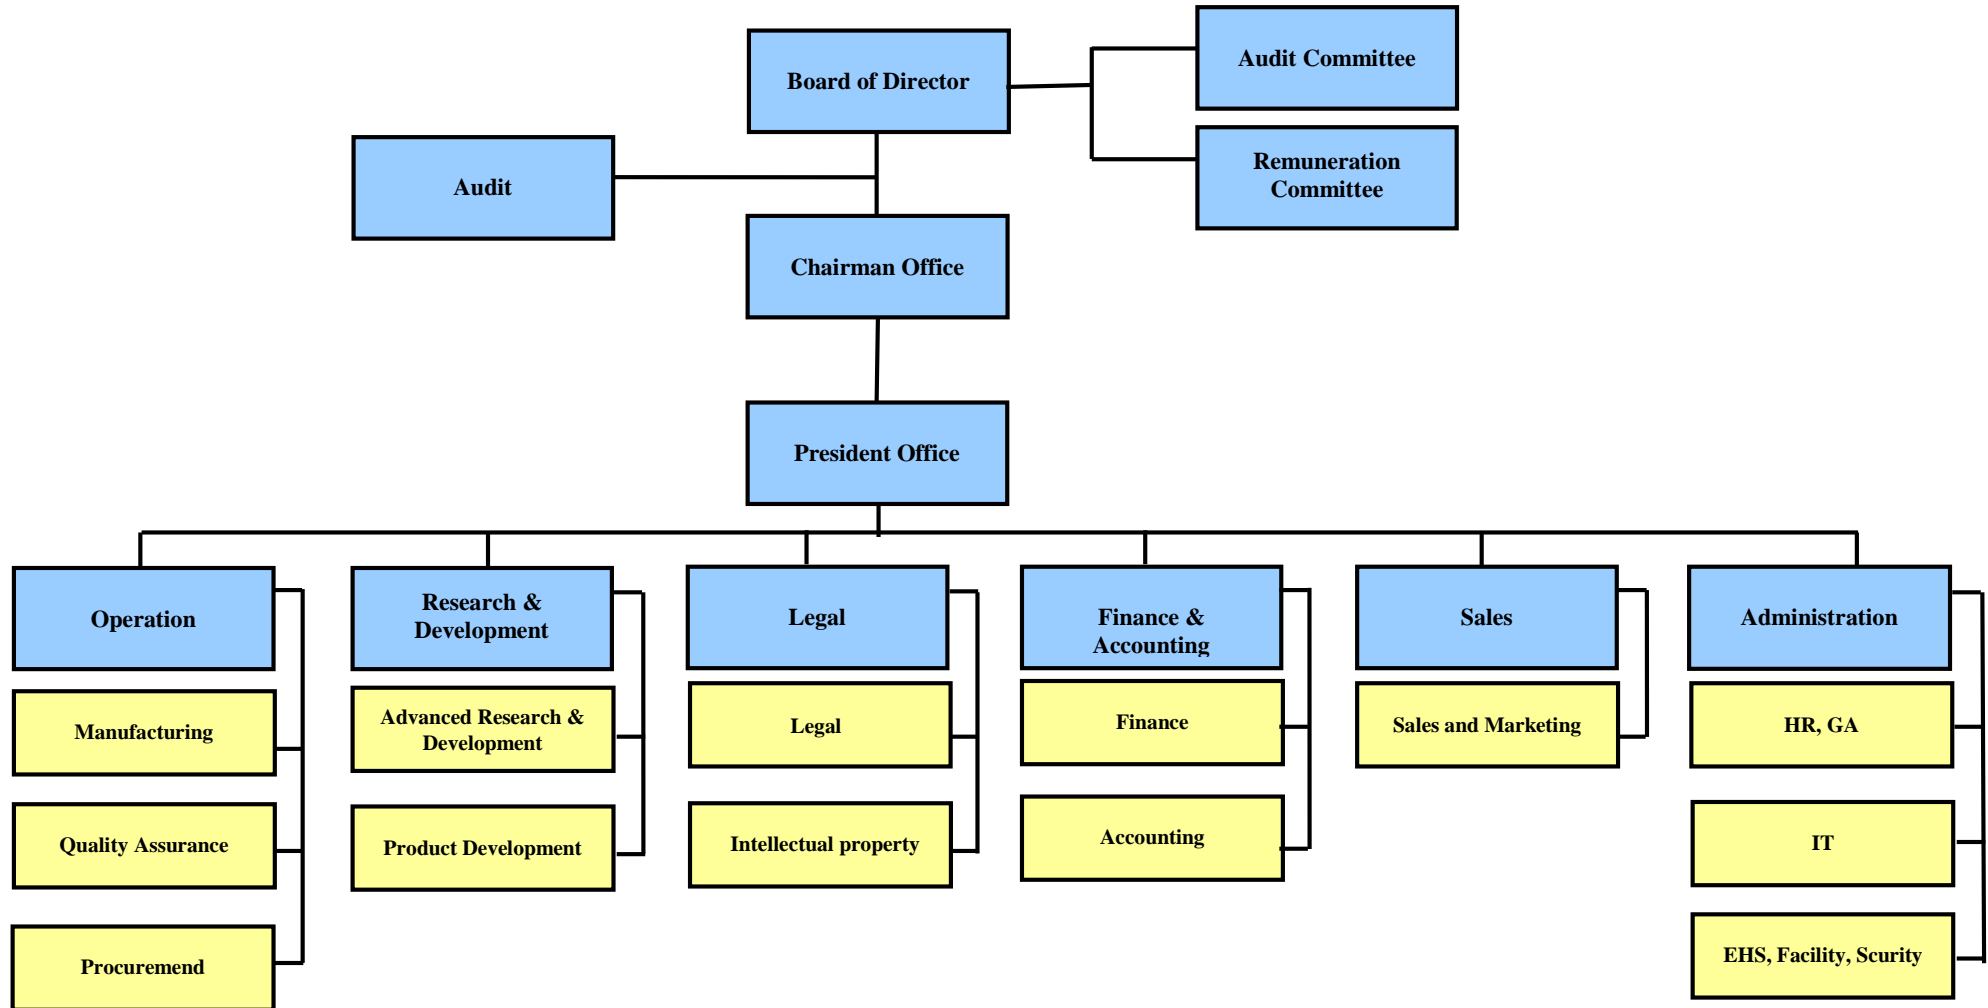 Board of Director
Audit Committee
Remuneration
Committee
Audit
Chairman Office
President Office
Operation
Research &
Development
Legal
Finance &
Accounting
Sales
Administration
Manufacturing
Advanced Research &
Development
Legal
Finance
Sales and Marketing
HR, GA
Quality Assurance
Product Development
Intellectual property
Accounting
IT
Procuremend
EHS, Facility, Scurity